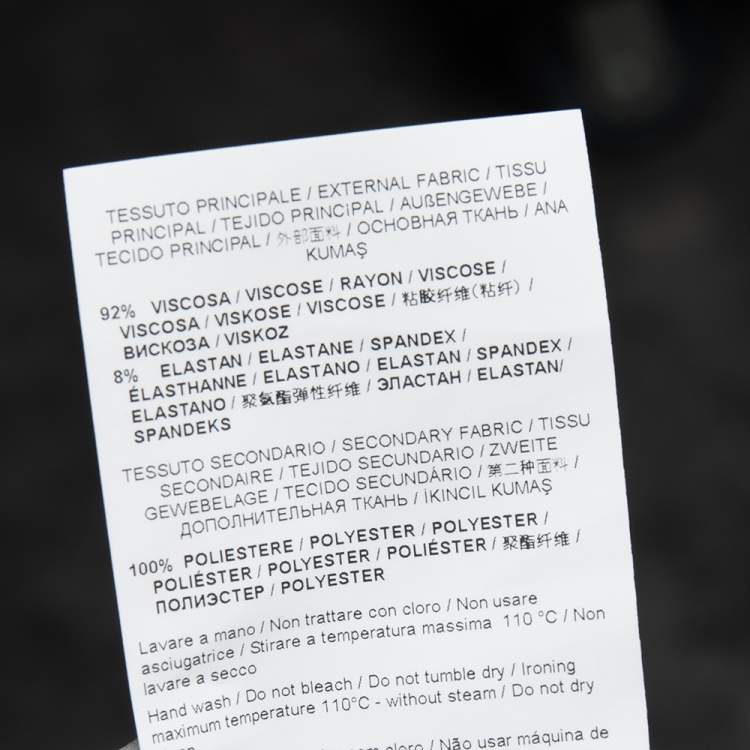 TESSUTO PRINCIPALE / EXTERNAL FABRIC / TISSU
PRINCIPAL / TEJIDO PRINCIPAL / AUßENGEWEBE /
TECIDO PRINCIPAL / 外部面料 / ОСНОВНАЯ ТКАНЬ / ANA
KUMAŞ
92% VISCOSA / VISCOSE / RAYON / VISCOSE /
VISCOSA / VISKOSE / VISCOSE / 粘胶纤维(粘纤) /
ВИСКОЗА / VISKOZ
8% ELASTAN / ELASTANE / SPANDEX /
ÉLASTHANNE / ELASTANO / ELASTAN / SPANDEX /
ELASTANO / 聚氨酯弹性纤维 / ЭЛАСТАН / ELASTAN/
SPANDEKS
TESSUTO SECONDARIO / SECONDARY FABRIC / TISSU
SECONDAIRE / TEJIDO SECUNDARIO / ZWEITE
GEWEBELAGE / TECIDO SECUNDÁRIO / 第二种面料 /
ДОПОЛНИТЕЛЬНАЯ ТКАНЬ / İKINCIL KUMAŞ
100% POLIESTERE / POLYESTER / POLYESTER /
POLIÉSTER / POLYESTER / POLIÉSTER / 聚酯纤维 /
ПОЛИЭСТЕР / POLYESTER
Lavare a mano / Non trattare con cloro / Non usare
asciugatrice / Stirare a temperatura massima 110 °C / Non
lavare a secco
Hand wash / Do not bleach / Do not tumble dry / Ironing
maximum temperature 110°C - without steam / Do not dry
cloro / Não usar máquina de